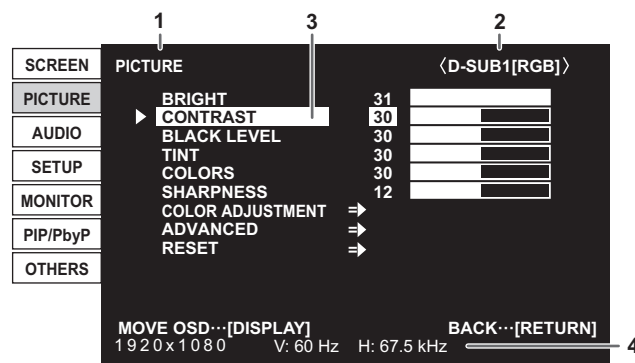 1 3 2
SCREEN
PICTURE
AUDIO
SETUP
MONITOR
PIP/PbyP
OTHERS
PICTURE 〈D-SUB1[RGB]〉
BRIGHT 31
CONTRAST 30
BLACK LEVEL 30
TINT 30
COLORS 30
SHARPNESS 12
COLOR ADJUSTMENT
ADVANCED
RESET
MOVE OSD···[DISPLAY] BACK···[RETURN]
1920x1080 V: 60 Hz H: 67.5 kHz 4